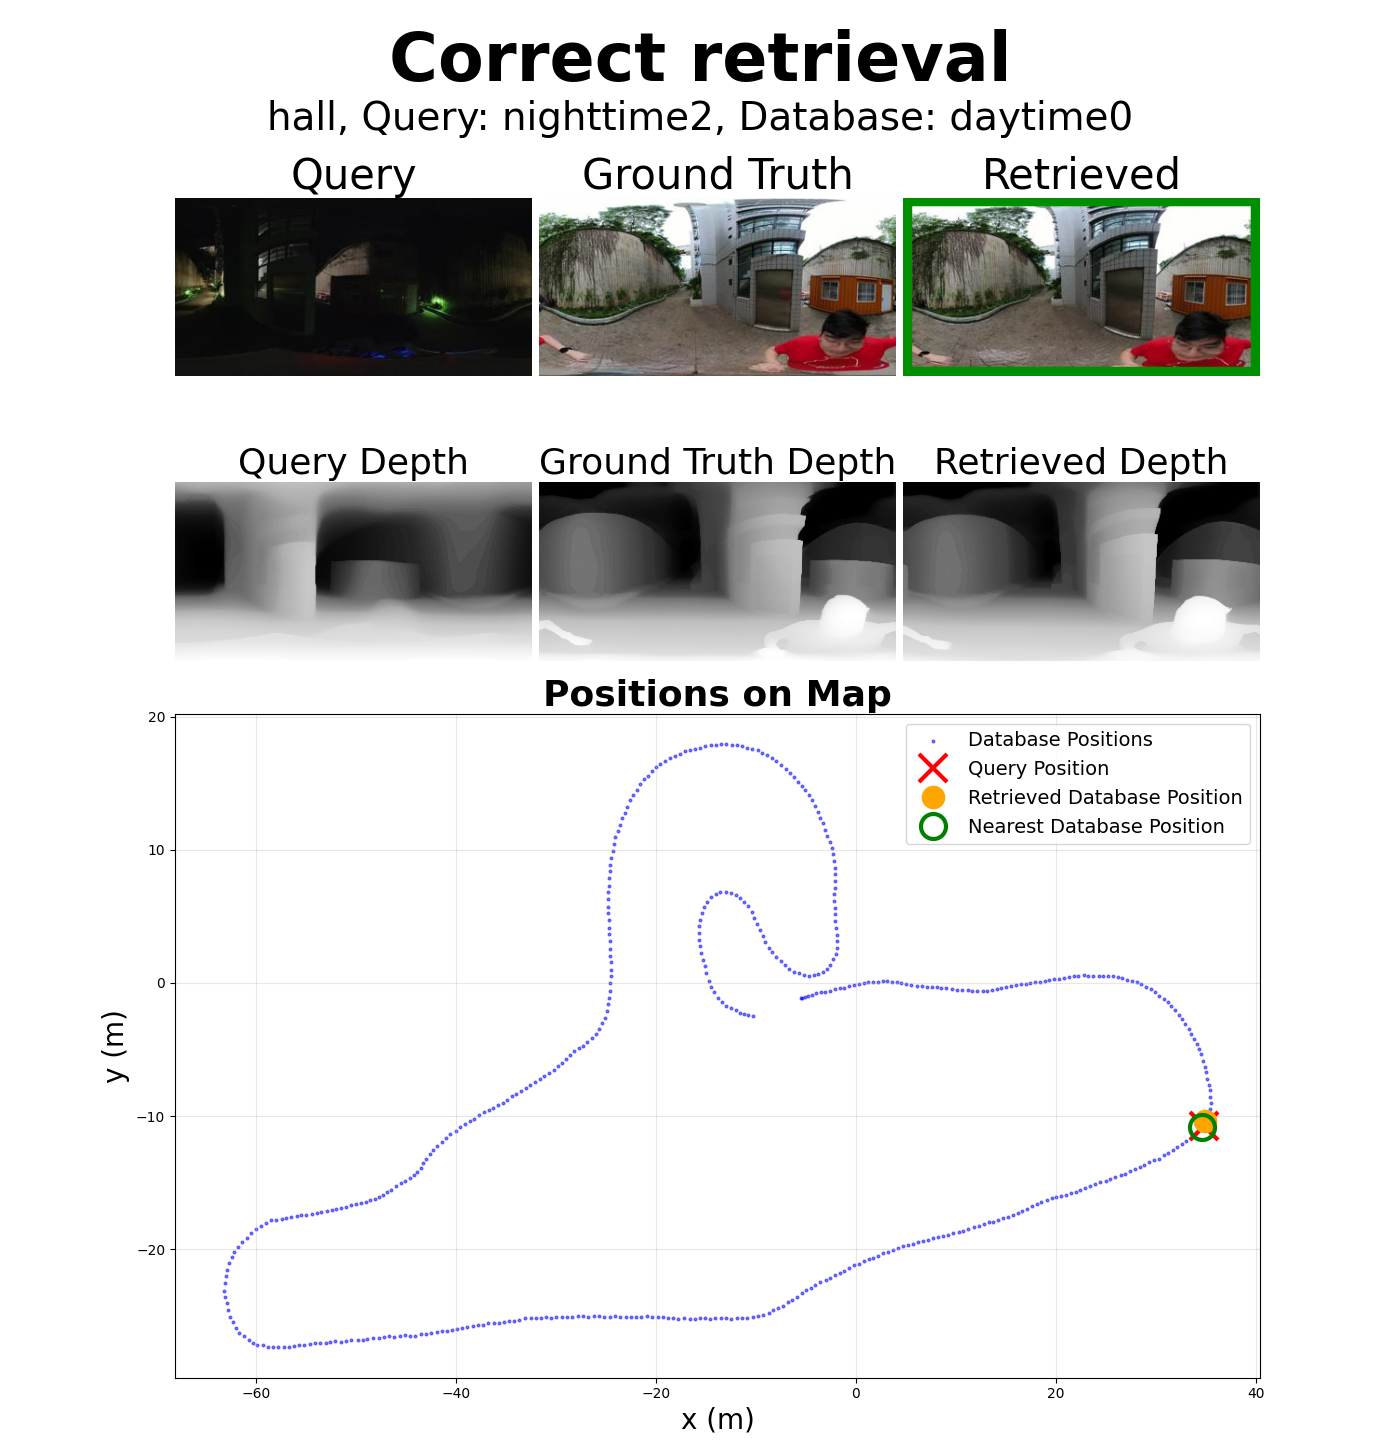 Correct retrieval
hall, Query: nighttime2, Database: daytime0
Query
Ground Truth
Retrieved
Query Depth
Ground Truth Depth
Retrieved Depth
Positions on Map
Database Positions
Query Position
Retrieved Database Position
Nearest Database Position
20
10
0
−10
−20
y (m)
−60
−40
−20
0
20
40
x (m)